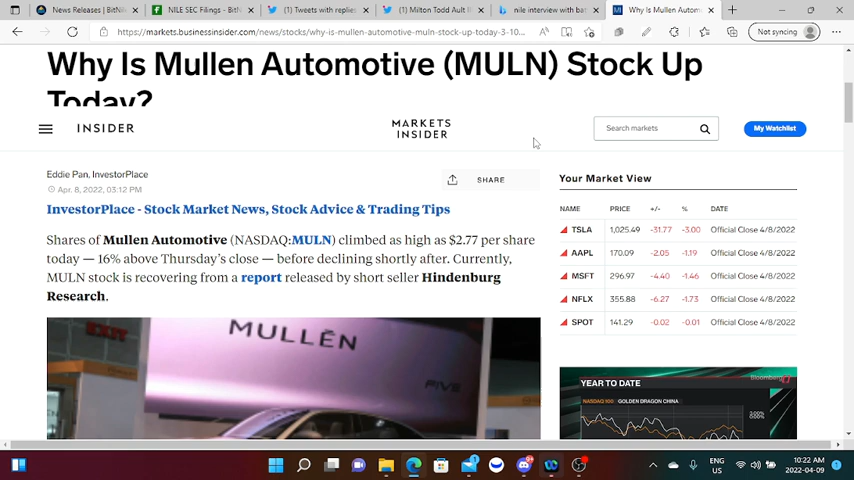 News Releases | BitNil
NILE SEC Filings - BitN
(1) Tweets with replies
(1) Milton Todd Ault II
nile interview with bat
Why Is Mullen Autom
https://markets.businessinsider.com/news/stocks/why-is-mullen-automotive-muln-stock-up-today-3-10...
Not syncing
Why Is Mullen Automotive (MULN) Stock Up
Today?
INSIDER
MARKETS
INSIDER
Search markets
My Watchlist
Eddie Pan, InvestorPlace
Apr. 8, 2022, 03:12 PM
SHARE
InvestorPlace - Stock Market News, Stock Advice & Trading Tips
Shares of Mullen Automotive (NASDAQ:MULN) climbed as high as $2.77 per share
today — 16% above Thursday's close — before declining shortly after. Currently,
MULN stock is recovering from a report released by short seller Hindenburg
Research.
EXIT
MULLEN
FIVE
Your Market View
NAME PRICE +/- % DATE
TSLA 1,025.49 -31.77 -3.00 Official Close 4/8/2022
AAPL 170.09 -2.05 -1.19 Official Close 4/8/2022
MSFT 296.97 -4.40 -1.46 Official Close 4/8/2022
NFLX 355.88 -6.27 -1.73 Official Close 4/8/2022
SPOT 141.29 -0.02 -0.01 Official Close 4/8/2022
Bloomberg
YEAR TO DATE
NASDAQ 100 GOLDEN DRAGON CHINA
ENG
US
10:22 AM
2022-04-09